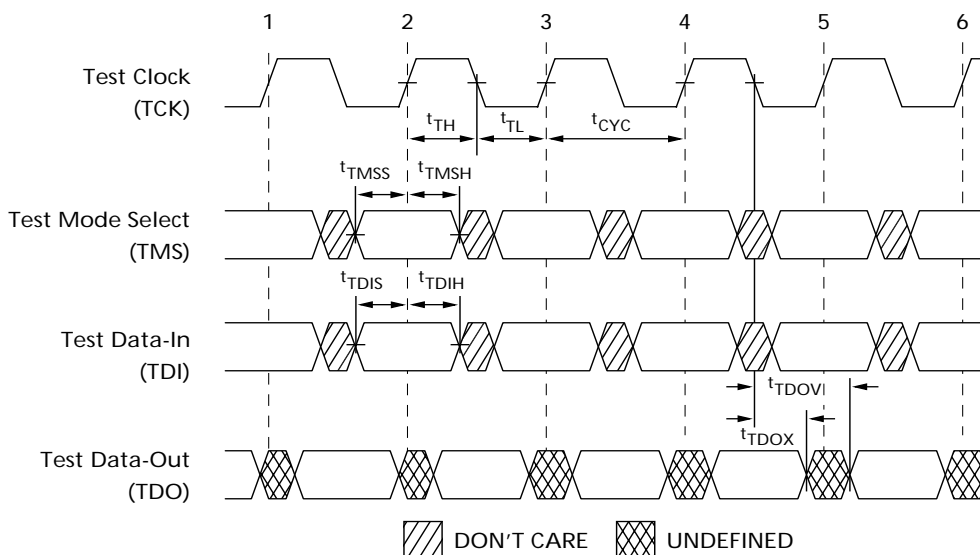 1 2 3 4 5 6
Test Clock
(TCK)
tTH tTL tCYC
tTMSS tTMSH
Test Mode Select
(TMS)
tTDIS tTDIH
Test Data-In
(TDI)
tTDOV
tTDOX
Test Data-Out
(TDO)
DON'T CARE UNDEFINED